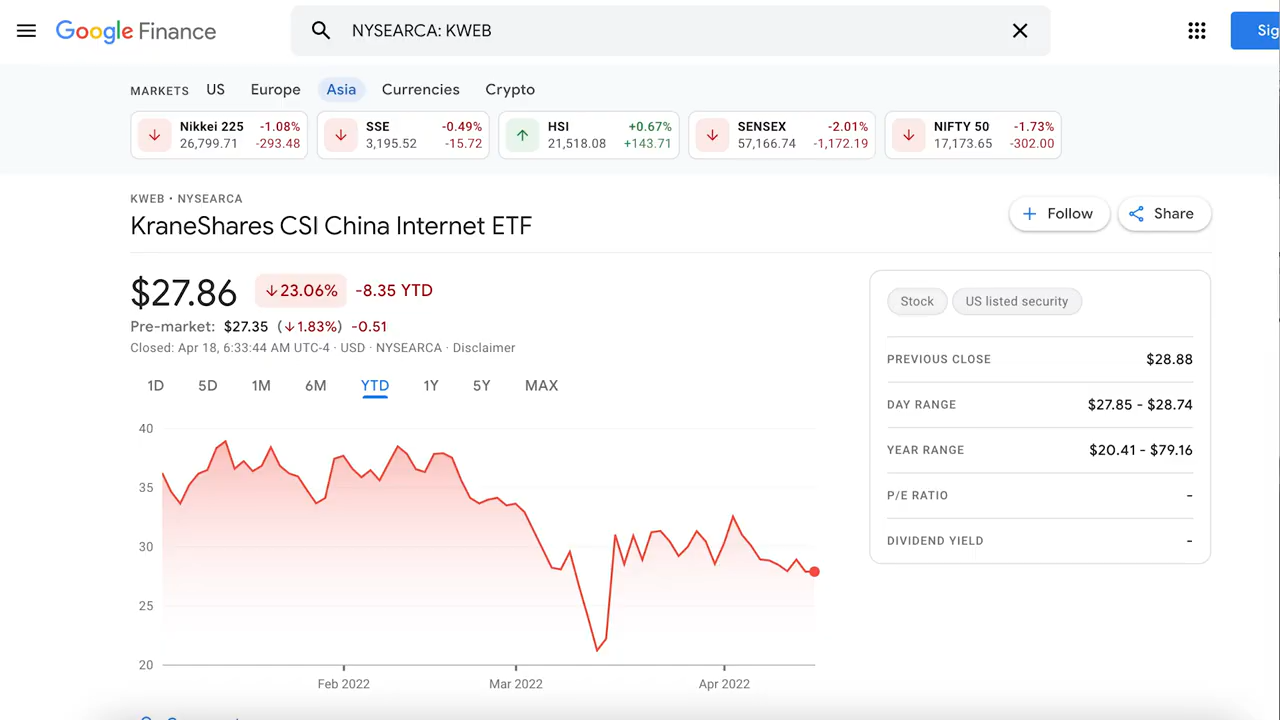 Google Finance
NYSEARCA: KWEB
MARKETS US Europe Asia Currencies Crypto
Nikkei 225 -1.08%
26,799.71 -293.48
SSE -0.49%
3,195.52 -15.72
HSI +0.67%
21,518.08 +143.71
SENSEX -2.01%
57,166.74 -1,172.19
NIFTY 50 -1.73%
17,173.65 -302.00
KWEB • NYSEARCA
KraneShares CSI China Internet ETF
Follow
Share
$27.86 ↓23.06% -8.35 YTD
Pre-market: $27.35 (↓1.83%) -0.51
Closed: Apr 18, 6:33:44 AM UTC-4 · USD · NYSEARCA · Disclaimer
1D 5D 1M 6M YTD 1Y 5Y MAX
40
35
30
25
20
Feb 2022 Mar 2022 Apr 2022
Stock US listed security
PREVIOUS CLOSE $28.88
DAY RANGE $27.85 - $28.74
YEAR RANGE $20.41 - $79.16
P/E RATIO -
DIVIDEND YIELD -